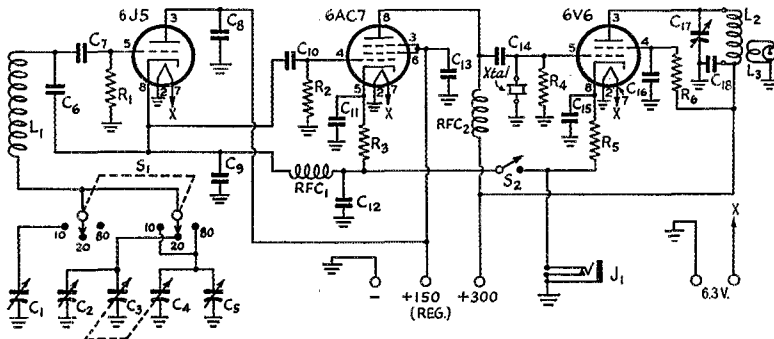 6J5
6AC7
6V6
3
C8
8
C17
L2
C7
5
C10
4
3
6
C13
C14
5
4
L3
Xtal
C18
8
2
7
R1
C6
R2
5
2
7
R4
8
2
7
C16
R6
X
C11
X
C15
X
L1
R3
RFC2
R5
C9
S1
RFC1
S2
C12
10
20
80
10
20
80
X
C1
C2
C3
C4
C5
J1
-
+150
(REG.)
+300
6.3 V.